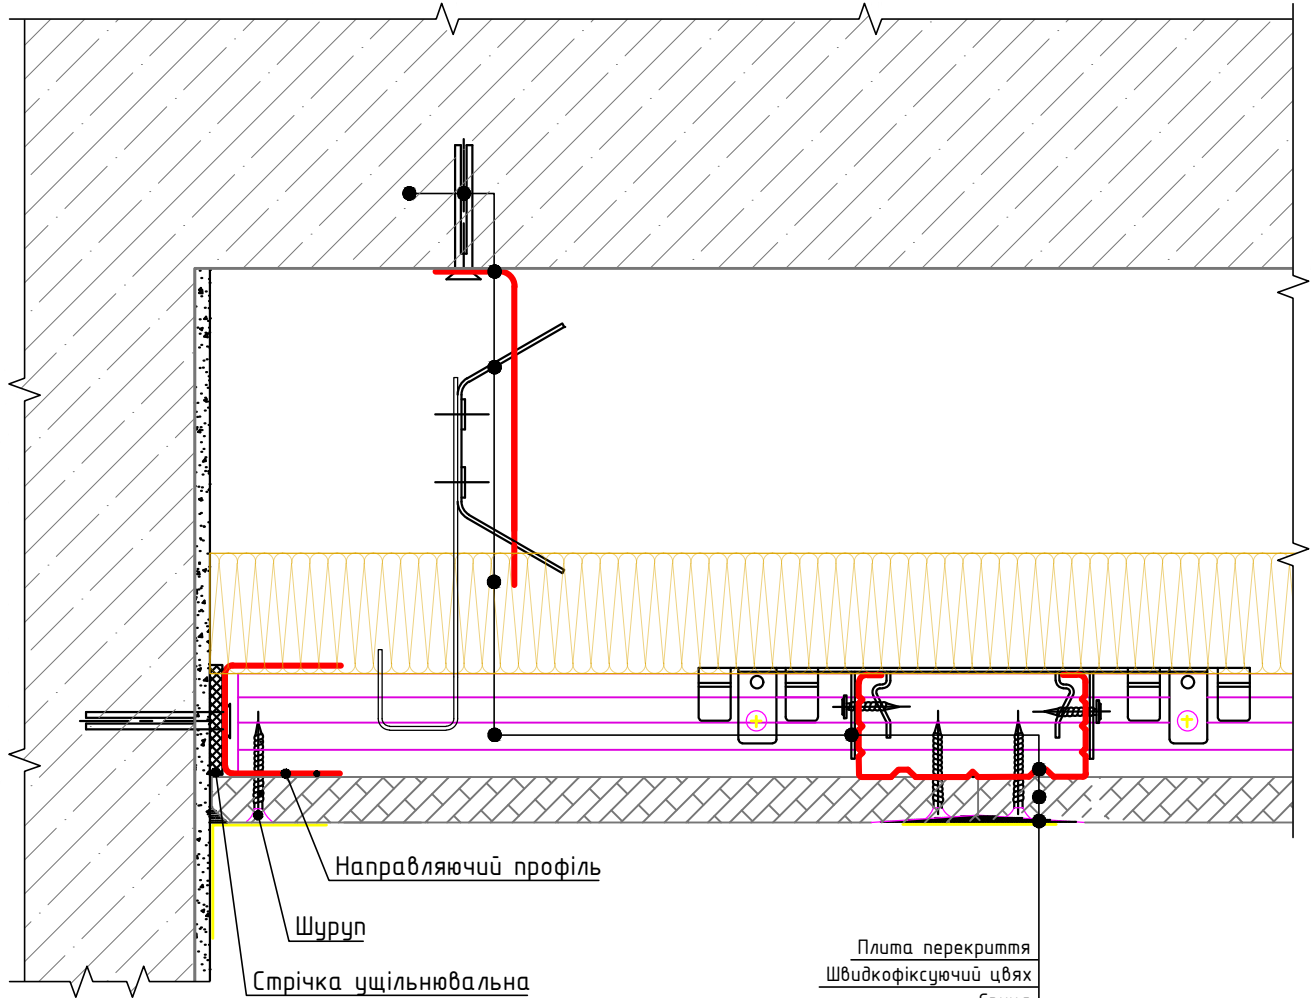 Направляючий профіль
Шуруп
Стрічка ущільнювальна
Плита перекриття
Швидкофіксуючий цвях